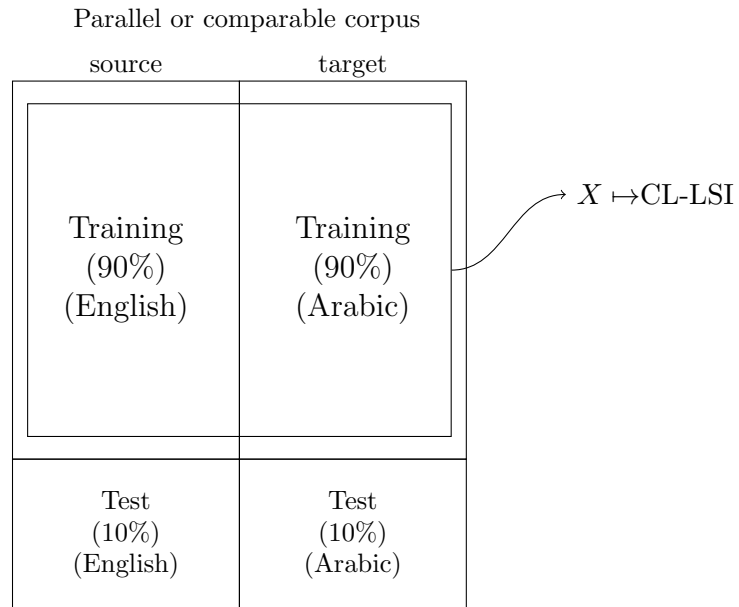 Parallel or comparable corpus
source target
Training
(90%)
(English)
Training
(90%)
(Arabic)
X ↦CL-LSI
Test
(10%)
(English)
Test
(10%)
(Arabic)